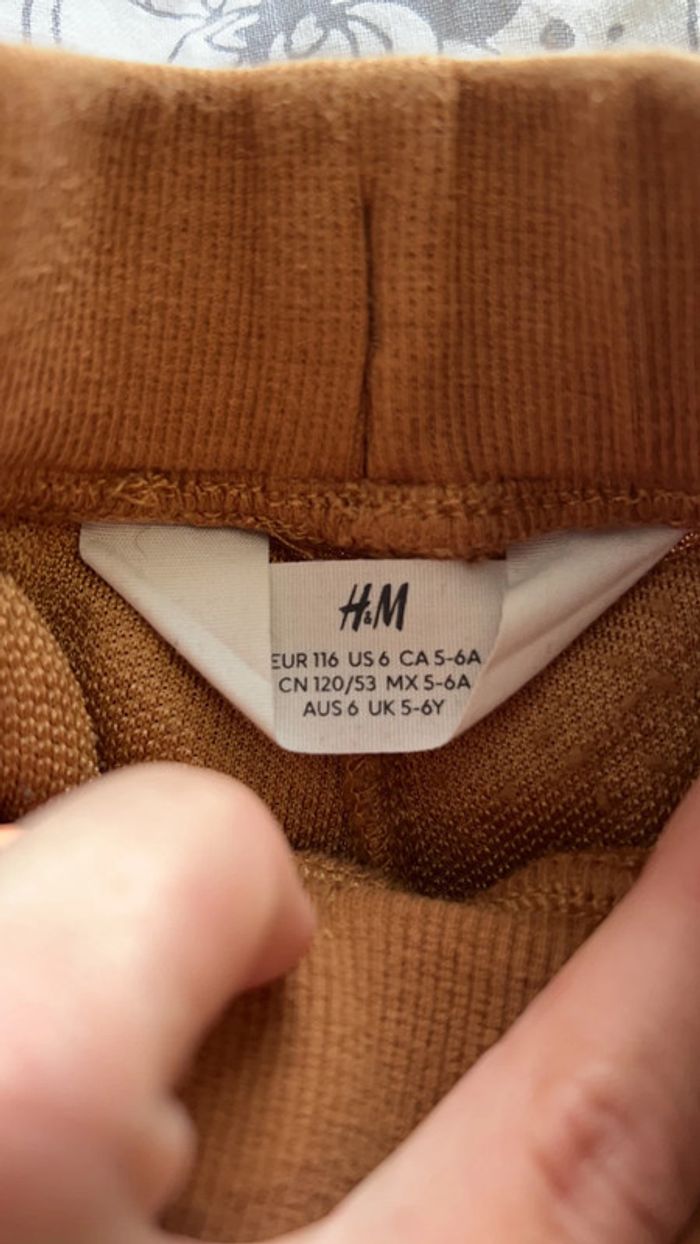 H&M
EUR 116 US 6 CA 5-6A
CN 120/53 MX 5-6A
AUS 6 UK 5-6Y